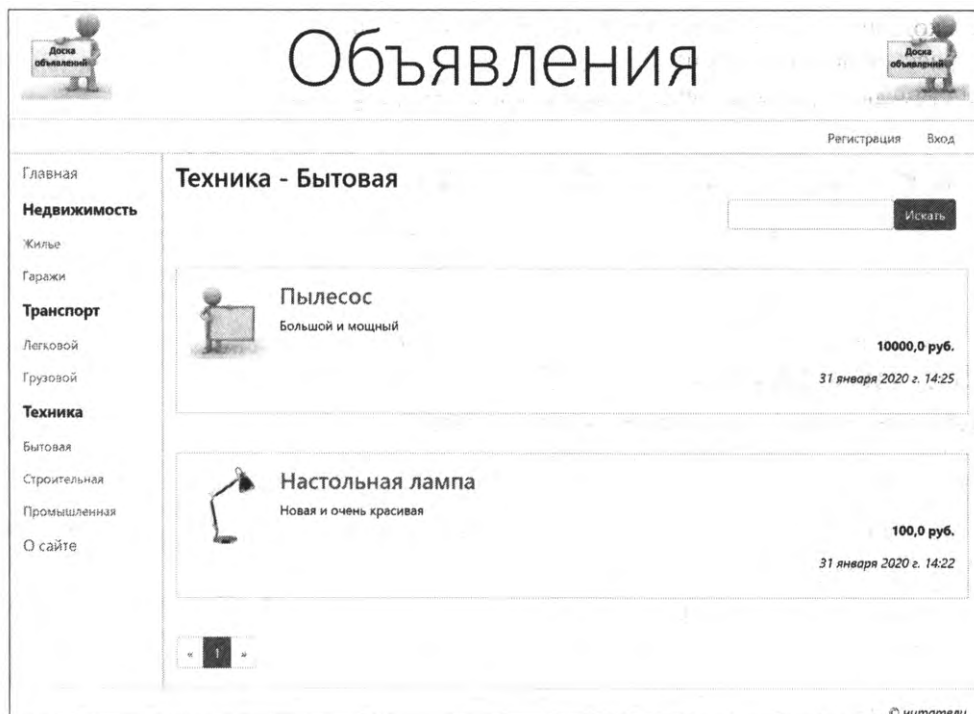 Доска
объявлений
Объявления
Доска
объявлений
Регистрация Вход
Главная
Недвижимость
Жилье
Гаражи
Транспорт
Легковой
Грузовой
Техника
Бытовая
Строительная
Промышленная
О сайте
Техника - Бытовая
Искать
Пылесос
Большой и мощный
10000,0 руб.
31 января 2020 г. 14:25
Настольная лампа
Новая и очень красивая
100,0 руб.
31 января 2020 г. 14:22
« 1 »
© читатели